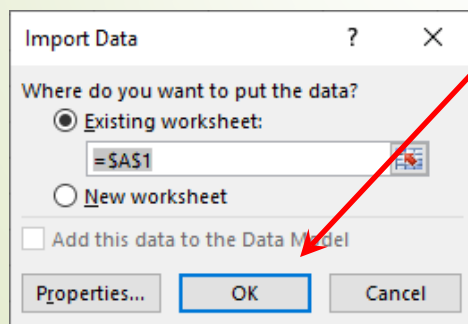 Import Data ? X
Where do you want to put the data?
Existing worksheet:
=$A$1
New worksheet
Add this data to the Data Model
Properties... OK Cancel